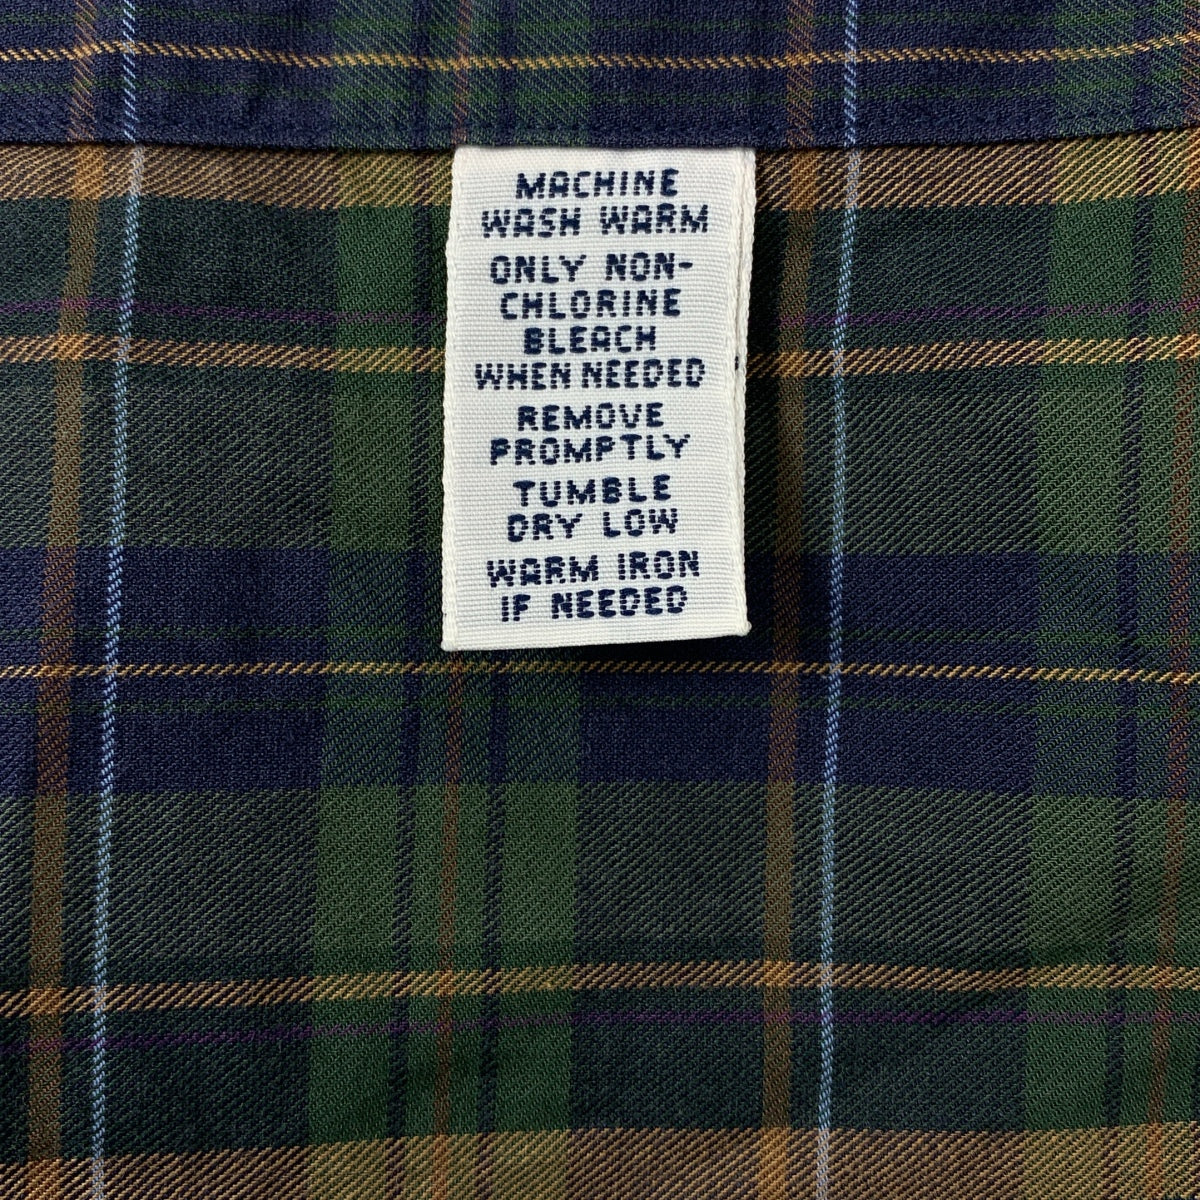 MACHINE
WASH WARM
ONLY NON-
CHLORINE
BLEACH
WHEN NEEDED
REMOVE
PROMPTLY
TUMBLE
DRY LOW
WARM IRON
IF NEEDED